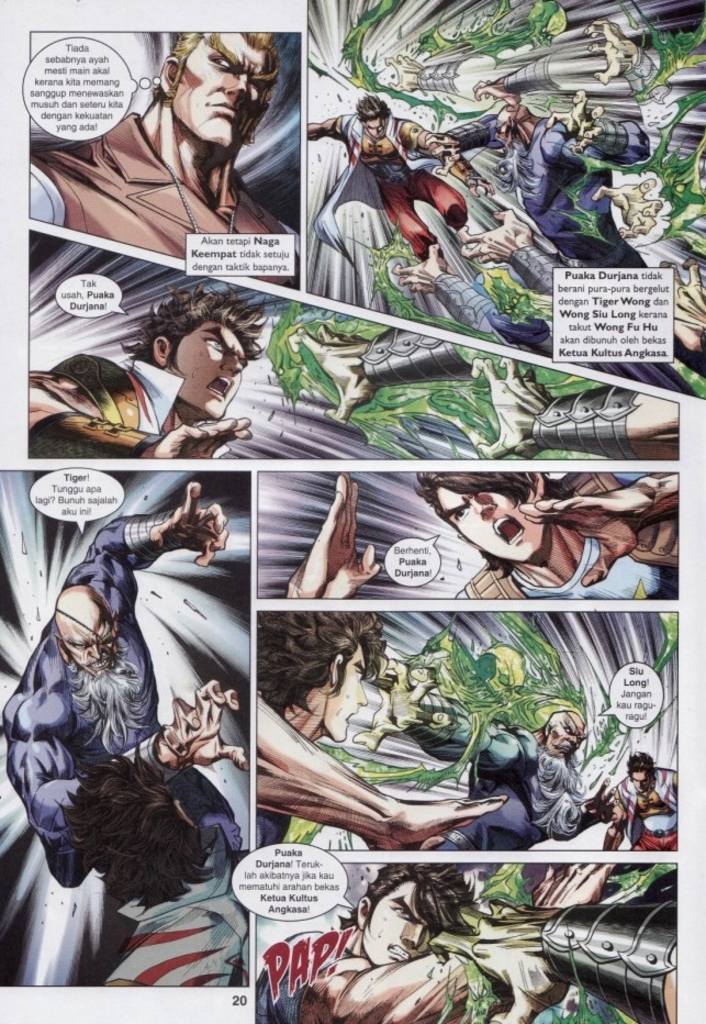 Tiada
sebabnya ayah
mesti main akal
kerana kita memang
sanggup menewaskan
musuh dan seteru kita
dengan kekuatan
yang ada!
Akan tetapi Naga
Keempat tidak setuju
dengan taktik bapanya.
Puaka Durjana tidak
berani pura-pura bergelut
dengan Tiger Wong dan
Wong Siu Long kerana
takut Wong Fu Hu
akan dibunuh oleh bekas
Ketua Kultus Angkasa.
Tak
usah, Puaka
Durjana!
Tiger!
Tunggu apa
lagi? Bunuh sajalah
aku ini!
Berhenti,
Puaka
Durjana!
Siu
Long!
Jangan
kau ragu-
ragu!
Puaka
Durjana! Teruk-
lah akibatnya jika kau
mematuhi arahan bekas
Ketua Kultus
Angkasa!
PAP!
20